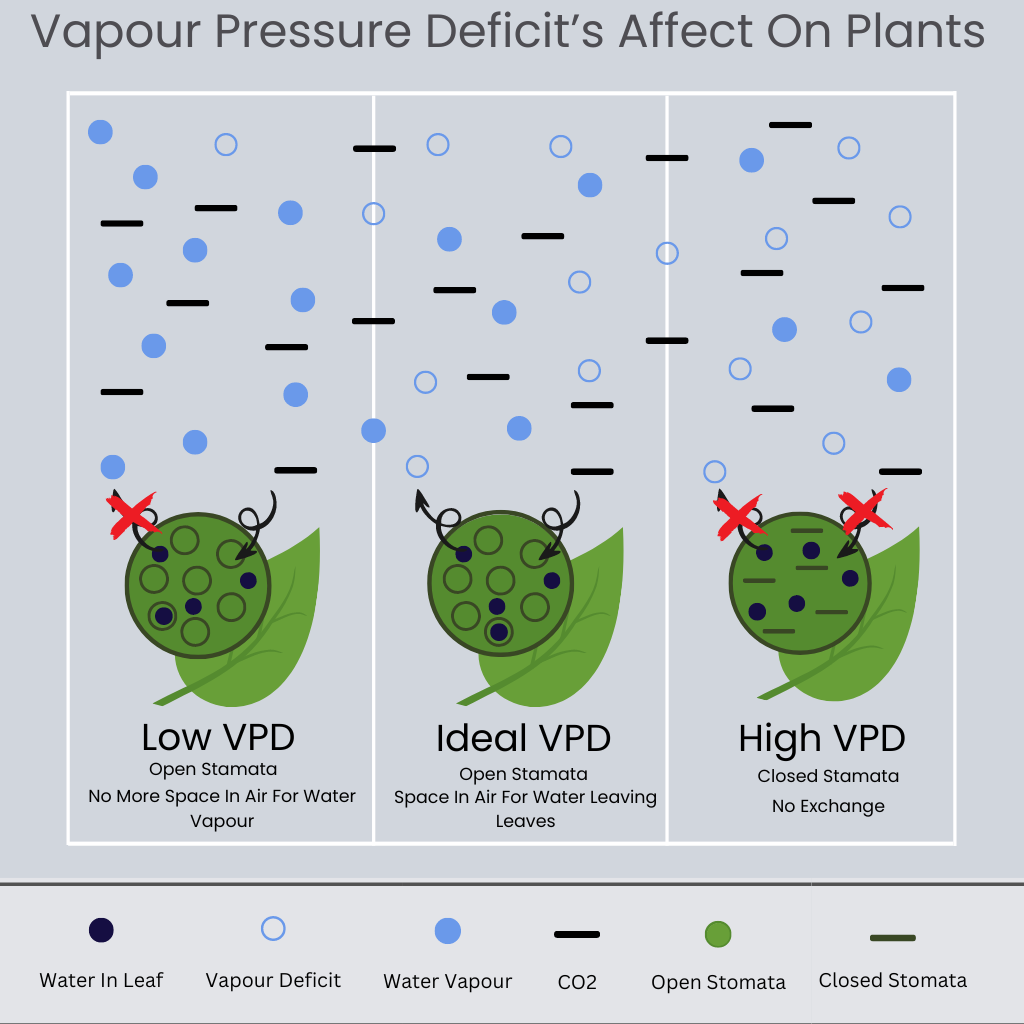 Vapour Pressure Deficit’s Affect On Plants
Low VPD
Open Stamata
No More Space In Air For Water
Vapour
Ideal VPD
Open Stamata
Space In Air For Water Leaving
Leaves
High VPD
Closed Stamata
No Exchange
Water In Leaf
Vapour Deficit
Water Vapour
CO2
Open Stomata
Closed Stomata